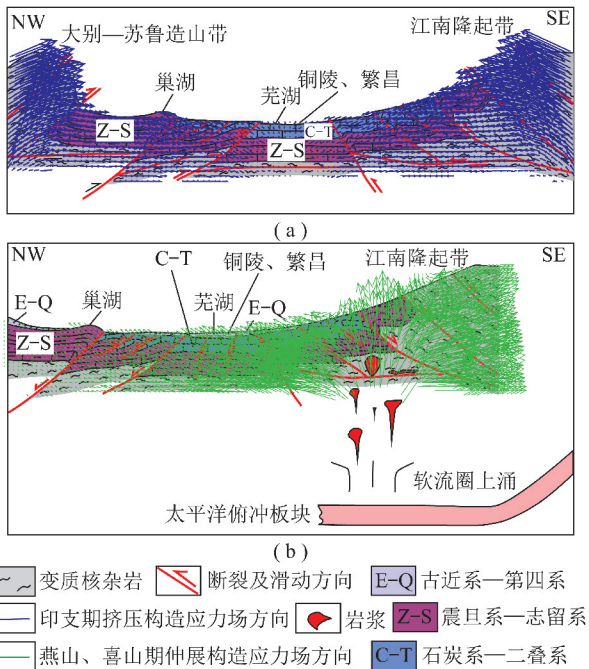 NW
SE
大别—苏鲁造山带
江南隆起带
巢湖
铜陵、繁昌
芜湖
Z-S
C-T
Z-S
(a)
NW
SE
C-T
铜陵、繁昌
江南隆起带
E-Q
巢湖
芜湖
E-Q
Z-S
软流圈上涌
太平洋俯冲板块
(b)
变质核杂岩
断裂及滑动方向
E-Q 古近系—第四系
印支期挤压构造应力场方向
岩浆
Z-S 震旦系—志留系
燕山、喜山期伸展构造应力场方向
C-T 石炭系—二叠系